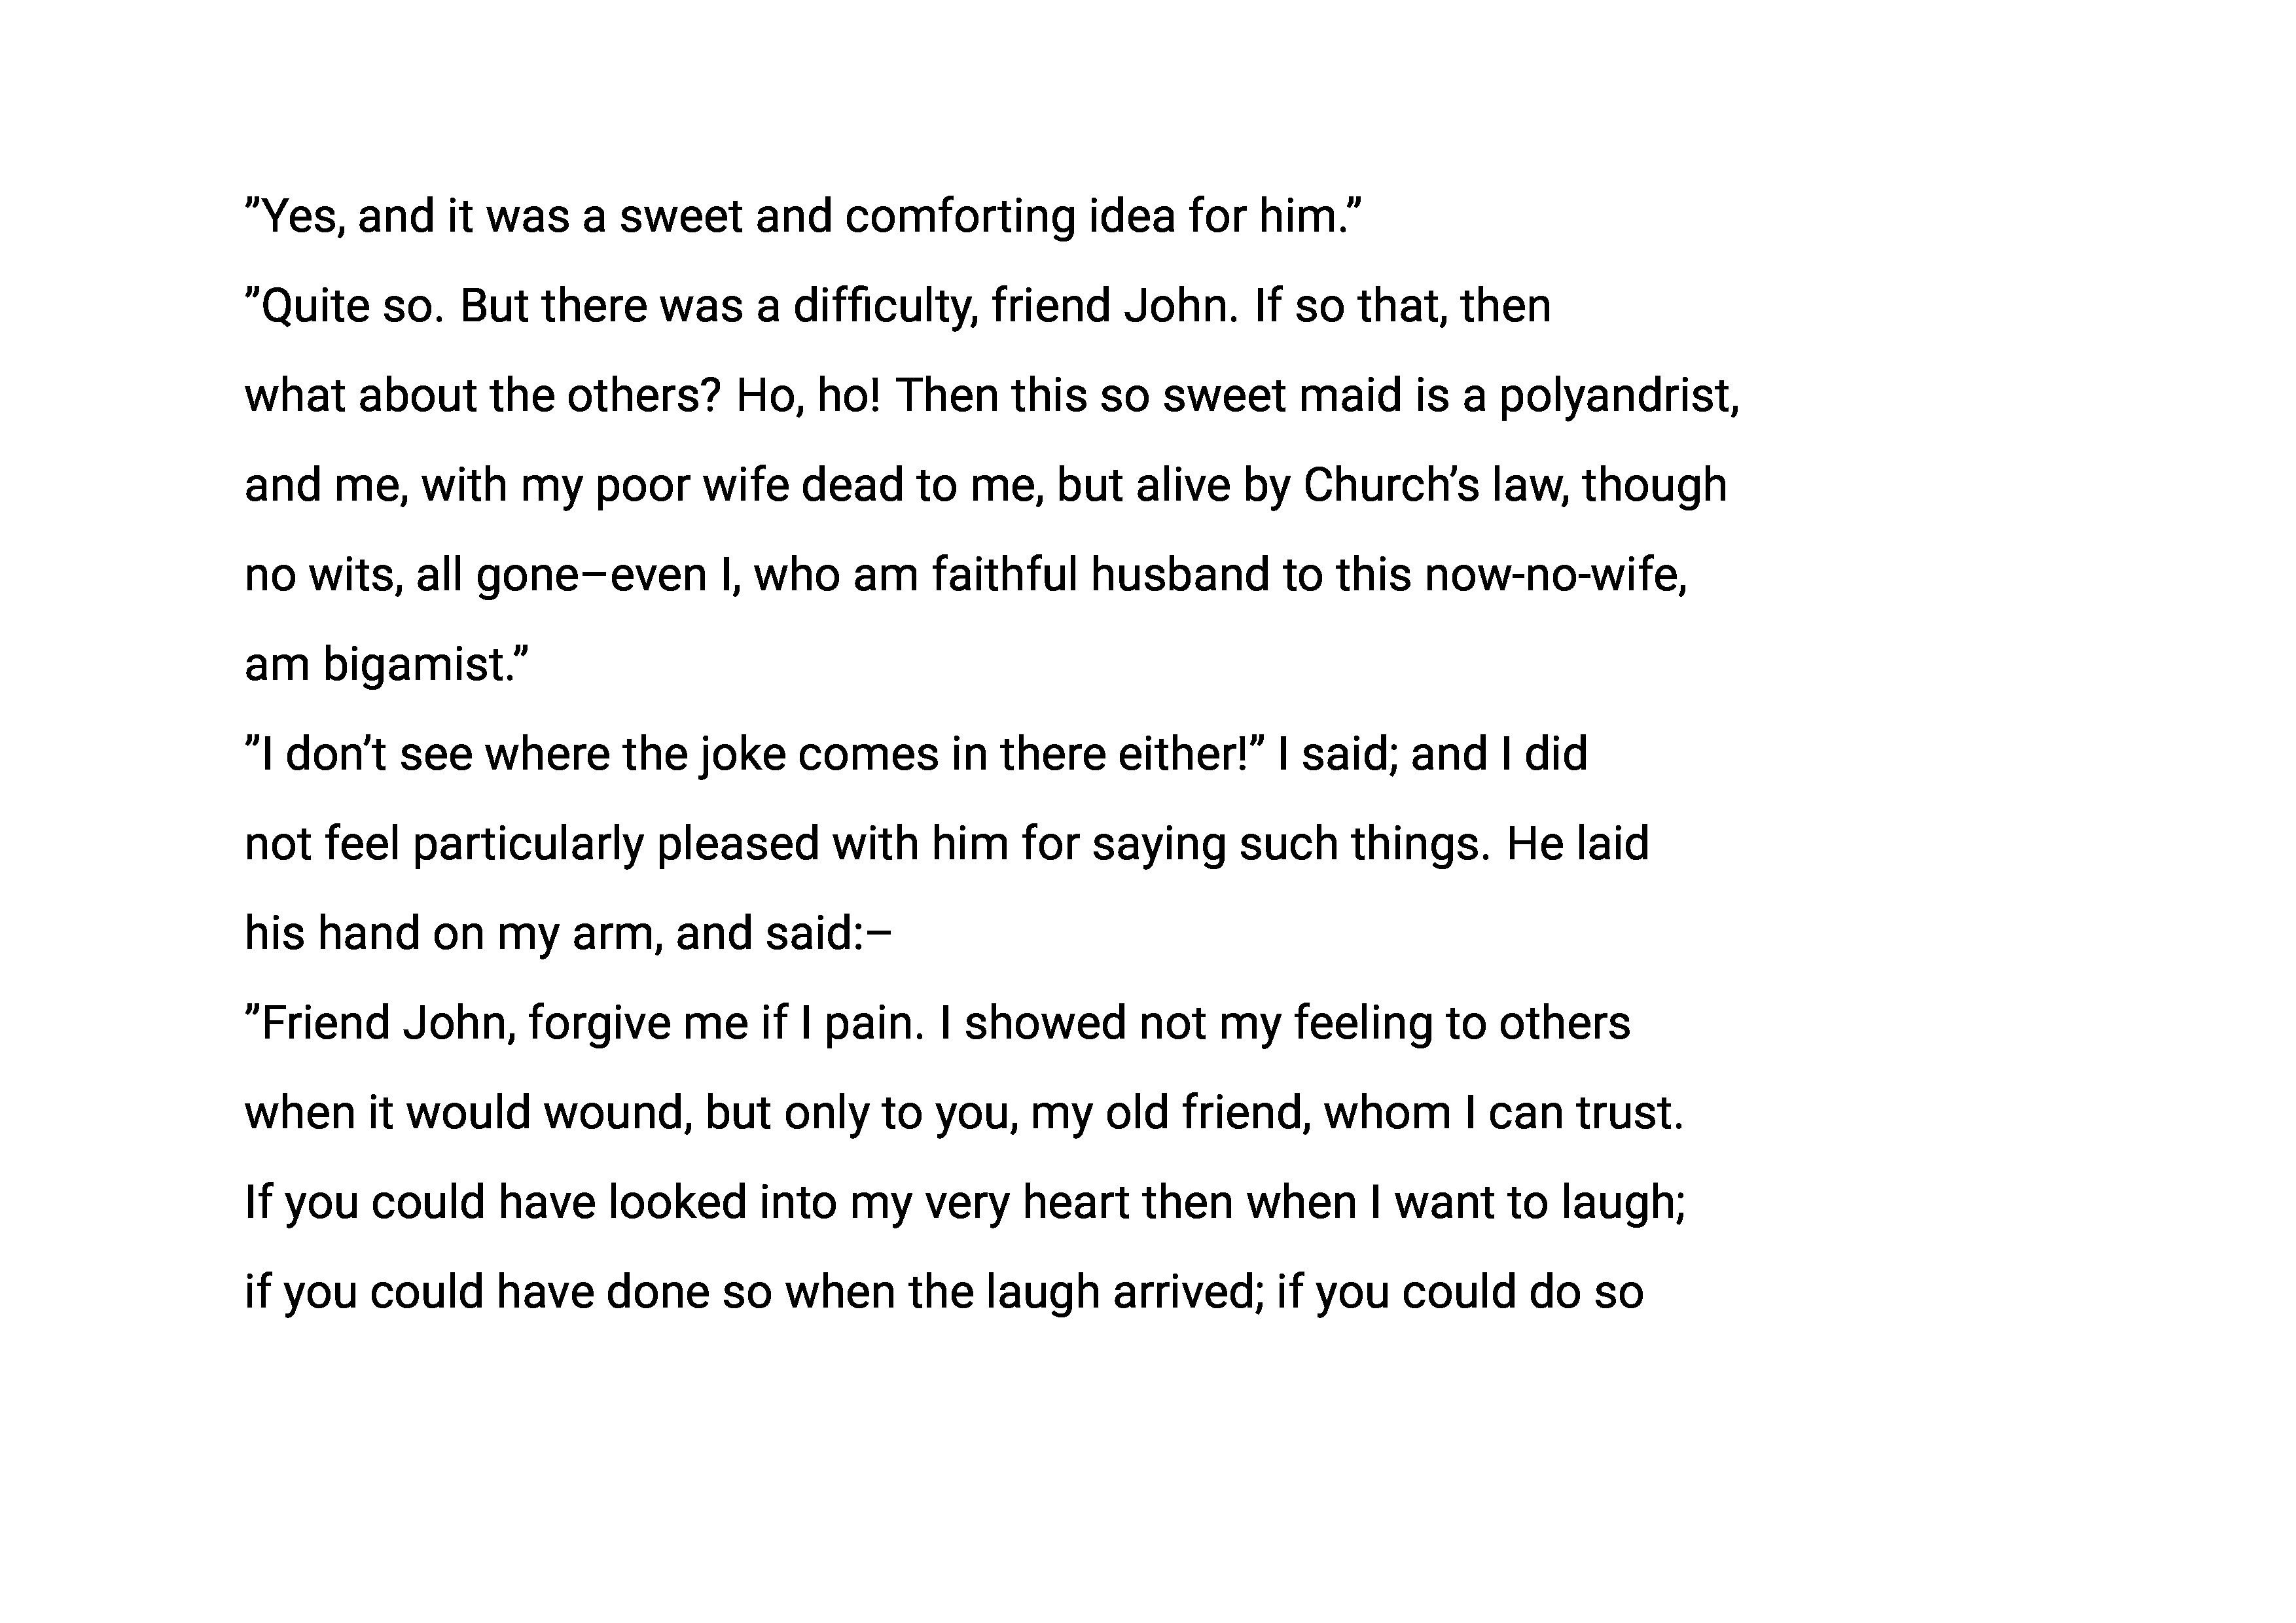 ”Yes, and it was a sweet and comforting idea for him.”
”Quite so. But there was a difficulty, friend John. If so that, then
what about the others? Ho, ho! Then this so sweet maid is a polyandrist,
and me, with my poor wife dead to me, but alive by Church’s law, though
no wits, all gone–even I, who am faithful husband to this now-no-wife,
am bigamist.”
”I don’t see where the joke comes in there either!” I said; and I did
not feel particularly pleased with him for saying such things. He laid
his hand on my arm, and said:–
”Friend John, forgive me if I pain. I showed not my feeling to others
when it would wound, but only to you, my old friend, whom I can trust.
If you could have looked into my very heart then when I want to laugh;
if you could have done so when the laugh arrived; if you could do so